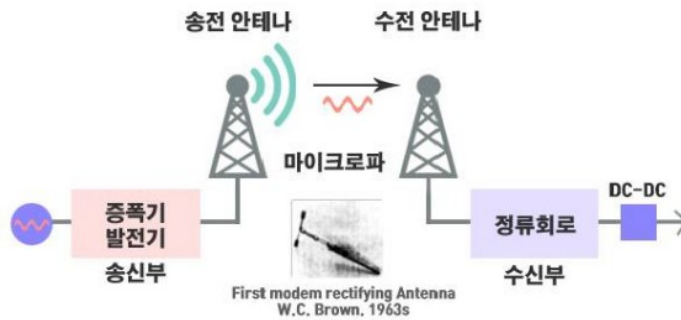 송전 안테나
수전 안테나
마이크로파
증폭기
발전기
송신부
정류회로
DC-DC
수신부
First modem rectifying Antenna
W.C. Brown, 1963s